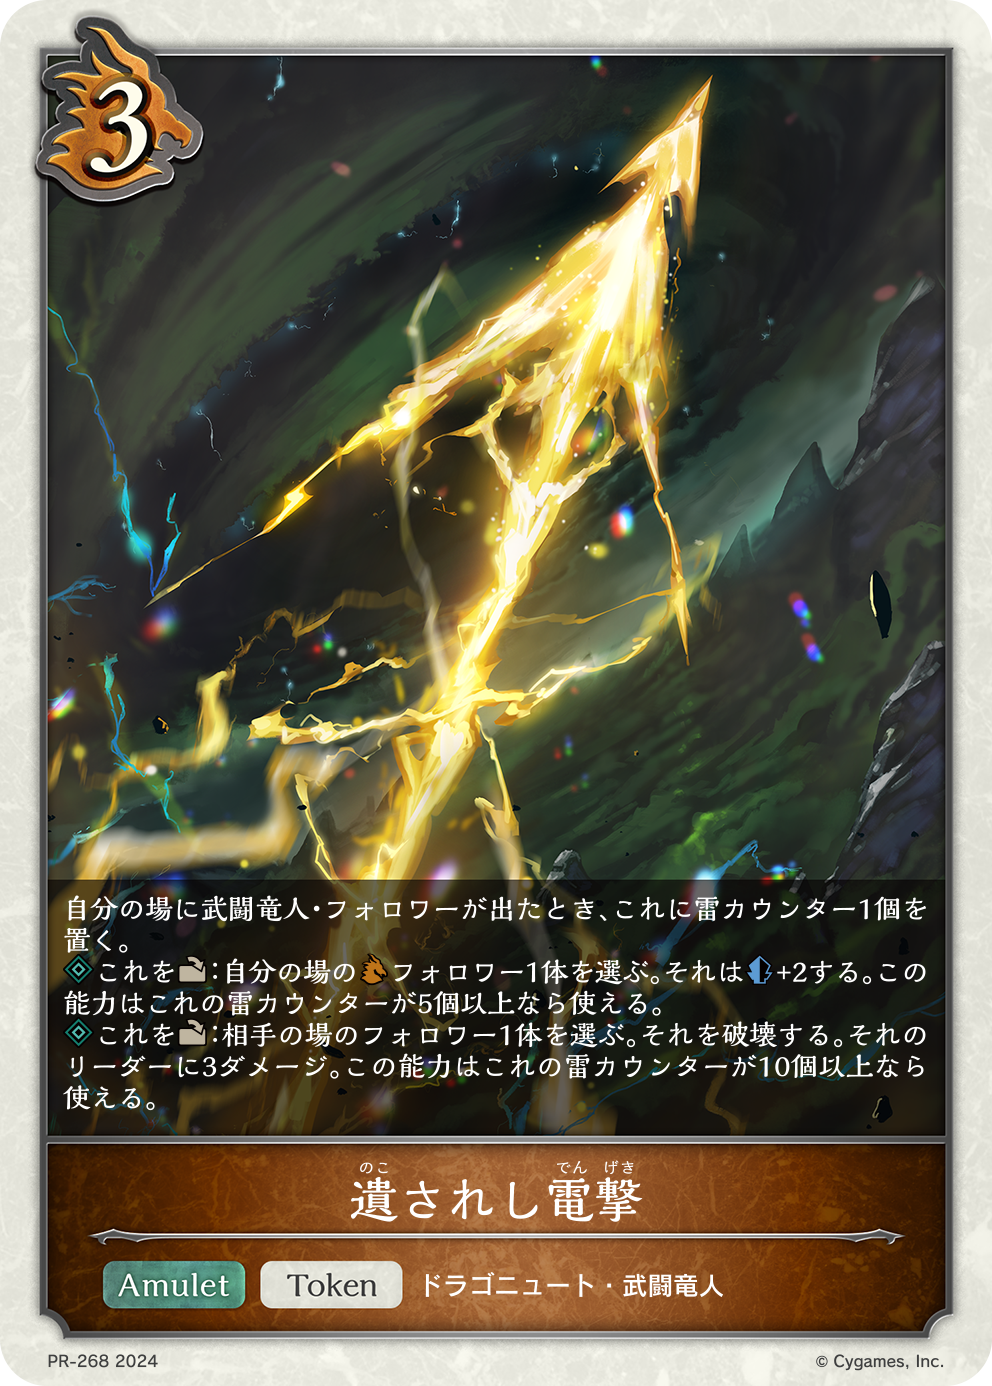 3
自分の場に武闘竜人・フォロワーが出たとき、これに雷カウンター1個を
置く。
これを：自分の場のフォロワー1体を選ぶ。それは+2する。この
能力はこれの雷カウンターが5個以上なら使える。
これを：相手の場のフォロワー1体を選ぶ。それを破壊する。それの
リーダーに3ダメージ。この能力はこれの雷カウンターが10個以上なら
使える。
のこ でん げき
遺されし電撃
Amulet Token ドラゴニュート・武闘竜人
PR-268 2024 © Cygames, Inc.